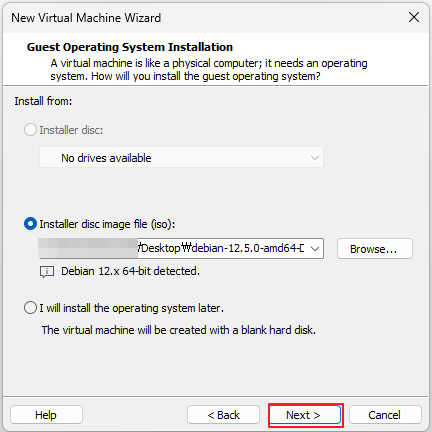 New Virtual Machine Wizard
Guest Operating System Installation
A virtual machine is like a physical computer; it needs an operating
system. How will you install the guest operating system?
Install from:
Installer disc:
No drives available
Installer disc image file (iso):
₩Desktop₩debian-12.5.0-amd64-D
Browse...
Debian 12.x 64-bit detected.
I will install the operating system later.
The virtual machine will be created with a blank hard disk.
Help
< Back
Next >
Cancel